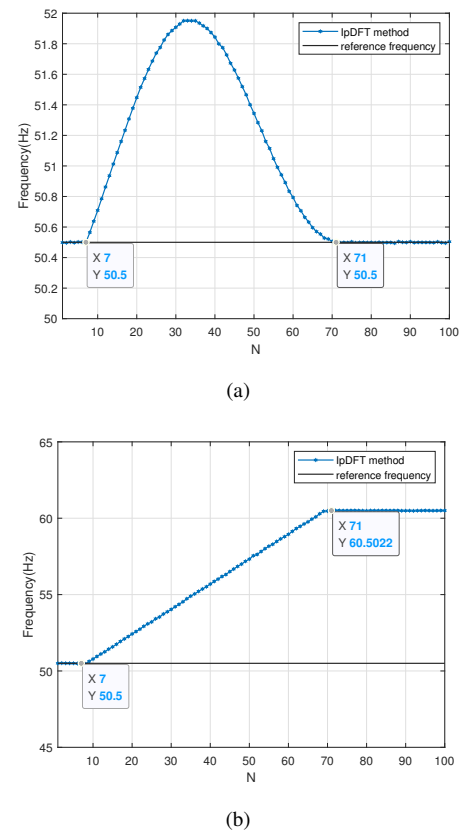 52
51.8
51.6
51.4
51.2
51
50.8
50.6
50.4
50.2
50
Frequency(Hz)
IpDFT method
reference frequency
X 7
Y 50.5
X 71
Y 50.5
10 20 30 40 50 60 70 80 90 100
N
(a)
65
60
55
50
45
Frequency(Hz)
IpDFT method
reference frequency
X 71
Y 60.5022
X 7
Y 50.5
10 20 30 40 50 60 70 80 90 100
N
(b)